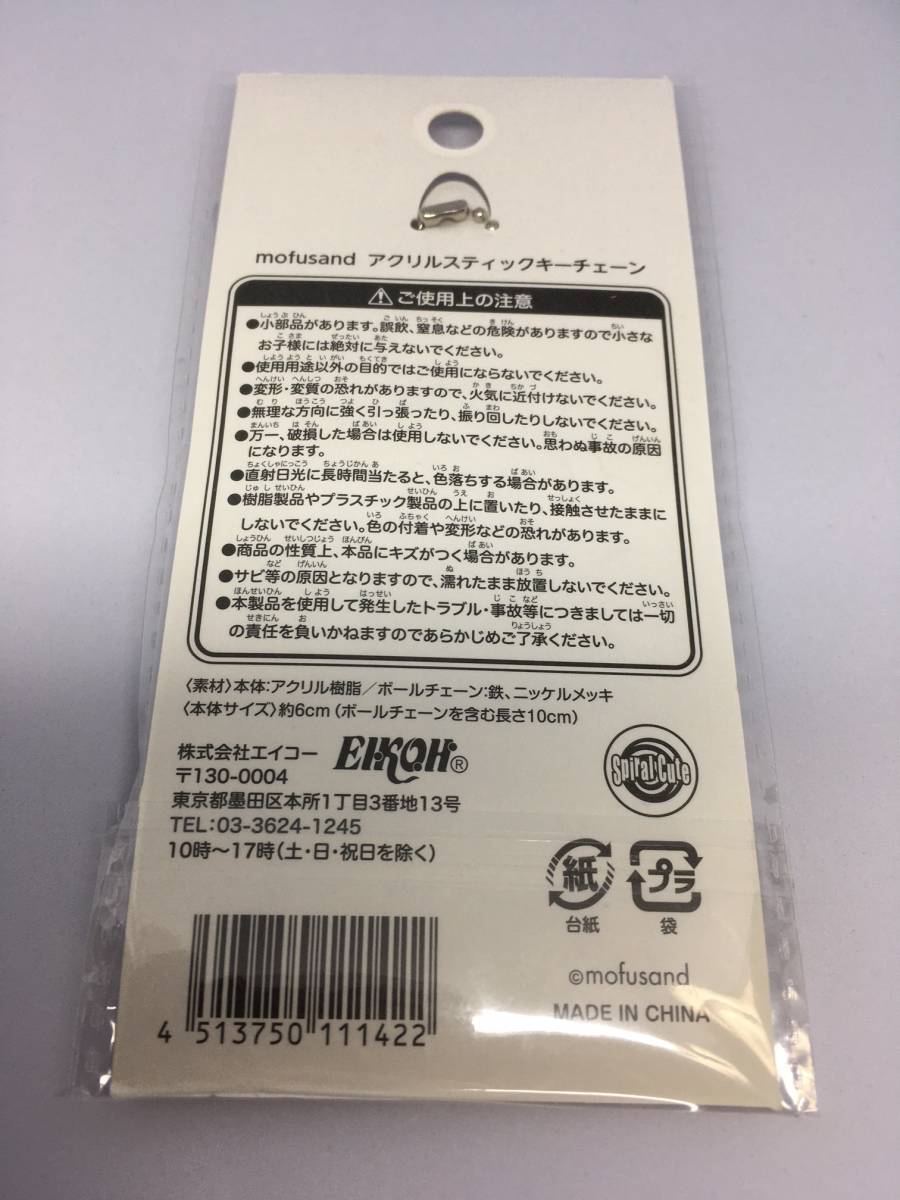 mofusand アクリルスティックキーチェーン
⚠ご使用上の注意
●小部品があります。誤飲、窒息などの危険がありますので小さな
お子様には絶対に与えないでください。
●使用用途以外の目的ではご使用にならないでください。
●変形・変質の恐れがありますので、火気に近付けないでください。
●無理な方向に強く引っ張ったり、振り回したりしないでください。
●万一、破損した場合は使用しないでください。思わぬ事故の原因
になります。
●直射日光に長時間当たると、色落ちする場合があります。
●樹脂製品やプラスチック製品の上に置いたり、接触させたままに
しないでください。色の付着や変形などの恐れがあります。
●商品の性質上、本品にキズがつく場合があります。
●サビ等の原因となりますので、濡れたまま放置しないでください。
●本製品を使用して発生したトラブル・事故等につきましては一切
の責任を負いかねますのであらかじめご了承ください。
〈素材〉本体:アクリル樹脂/ボールチェーン:鉄、ニッケルメッキ
〈本体サイズ〉約6cm(ボールチェーンを含む長さ10cm)
株式会社エイコー EIKOH®
〒130-0004
東京都墨田区本所1丁目3番地13号
TEL:03-3624-1245
10時～17時(土・日・祝日を除く)
Spiral Cute
紙 プラ
台紙 袋
©mofusand
MADE IN CHINA
4 513750 111422